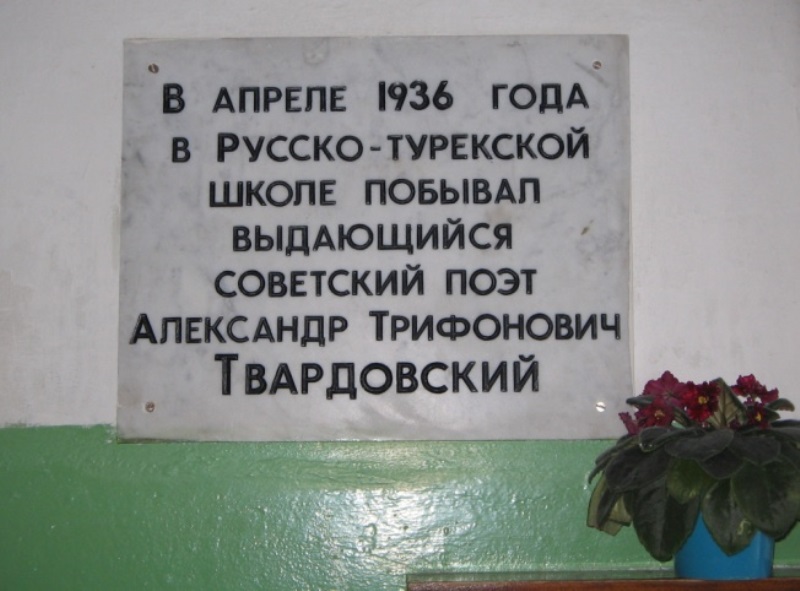 В АПРЕЛЕ 1936 ГОДА
В РУССКО-ТУРЕКСКОЙ
ШКОЛЕ ПОБЫВАЛ
ВЫДАЮЩИЙСЯ
СОВЕТСКИЙ ПОЭТ
АЛЕКСАНДР ТРИФОНОВИЧ
ТВАРДОВСКИЙ